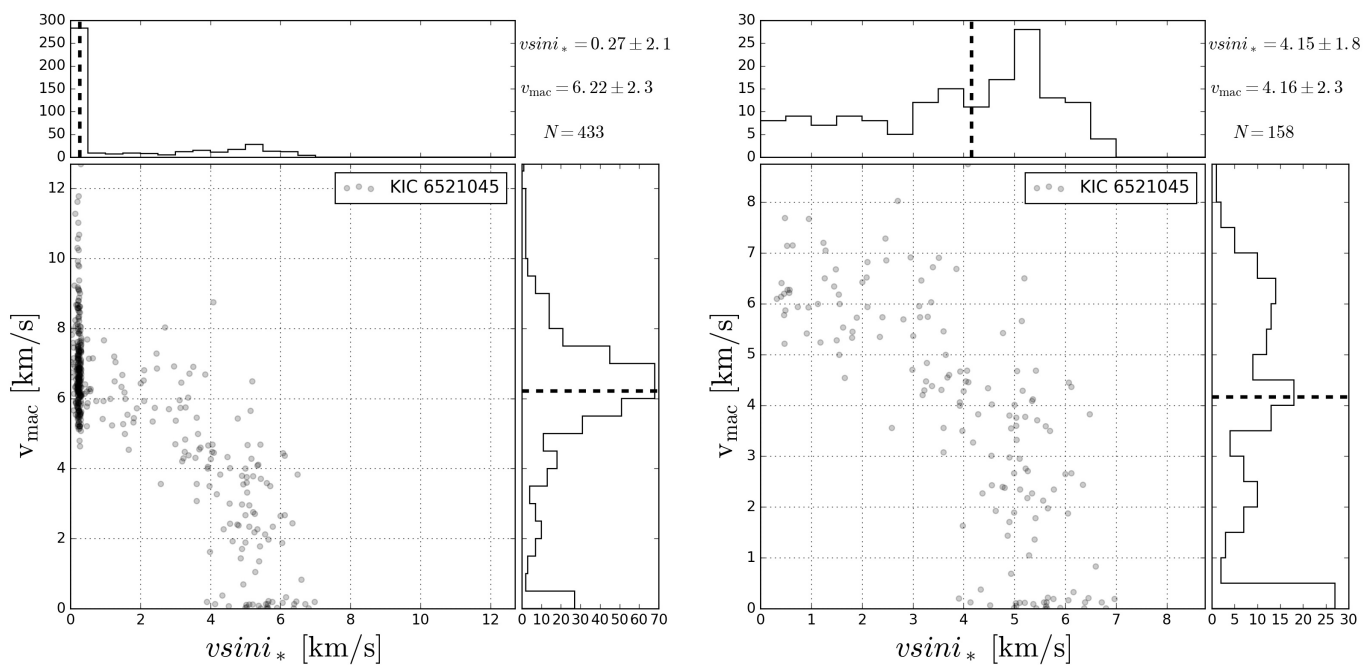 300
250
200
150
100
50
0
vsini* = 0.27 ± 2.1
vmac = 6.22 ± 2.3
N = 433
KIC 6521045
12
10
8
6
4
2
0
vmac [km/s]
0 2 4 6 8 10 12
vsini* [km/s]
0 10 20 30 40 50 60 70
30
25
20
15
10
5
0
vsini* = 4.15 ± 1.8
vmac = 4.16 ± 2.3
N = 158
KIC 6521045
8
7
6
5
4
3
2
1
0
vmac [km/s]
0 1 2 3 4 5 6 7 8
vsini* [km/s]
0 5 10 15 20 25 30